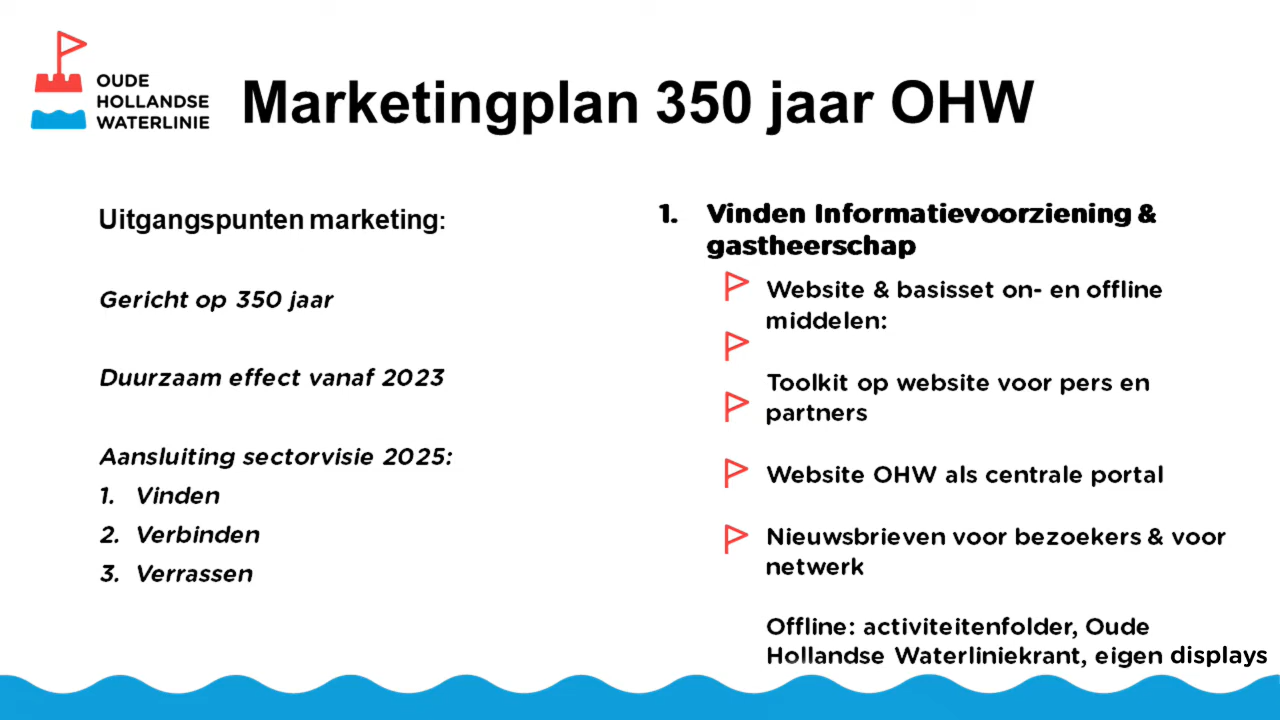 OUDE
HOLLANDSE
WATERLINIE
Marketingplan 350 jaar OHW
Uitgangspunten marketing:
Gericht op 350 jaar
Duurzaam effect vanaf 2023
Aansluiting sectorvisie 2025:
1. Vinden
2. Verbinden
3. Verrassen
1. Vinden Informatievoorziening &
gastheerschap
Website & basisset on- en offline
middelen:
Toolkit op website voor pers en
partners
Website OHW als centrale portal
Nieuwsbrieven voor bezoekers & voor
netwerk
Offline: activiteitenfolder, Oude
Hollandse Waterliniekrant, eigen displays